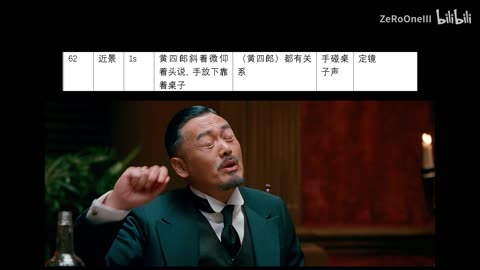 ZeRoOneIII bilibili
62 近景 1s 黄四郎斜着微仰 (黄四郎)都有关 手碰桌 定镜
着头说,手放下靠 系 子声
着桌子